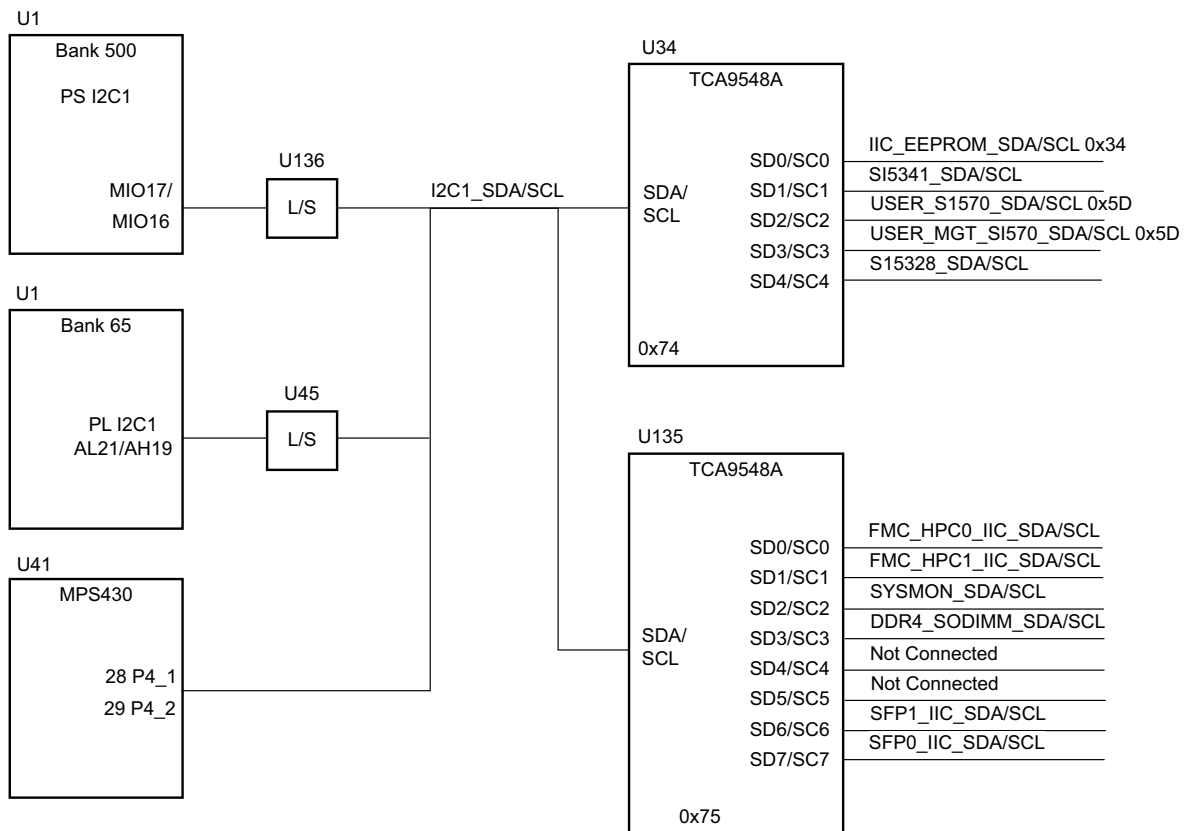 U1
Bank 500
PS I2C1
MIO17/
MIO16
U136
L/S
I2C1_SDA/SCL
U34
TCA9548A
SDA/
SCL
SD0/SC0
SD1/SC1
SD2/SC2
SD3/SC3
SD4/SC4
0x74
IIC_EEPROM_SDA/SCL 0x34
SI5341_SDA/SCL
USER_S1570_SDA/SCL 0x5D
USER_MGT_SI570_SDA/SCL 0x5D
S15328_SDA/SCL
U1
Bank 65
PL I2C1
AL21/AH19
U45
L/S
U41
MPS430
28 P4_1
29 P4_2
U135
TCA9548A
SDA/
SCL
SD0/SC0
SD1/SC1
SD2/SC2
SD3/SC3
SD4/SC4
SD5/SC5
SD6/SC6
SD7/SC7
0x75
FMC_HPC0_IIC_SDA/SCL
FMC_HPC1_IIC_SDA/SCL
SYSMON_SDA/SCL
DDR4_SODIMM_SDA/SCL
Not Connected
Not Connected
SFP1_IIC_SDA/SCL
SFP0_IIC_SDA/SCL